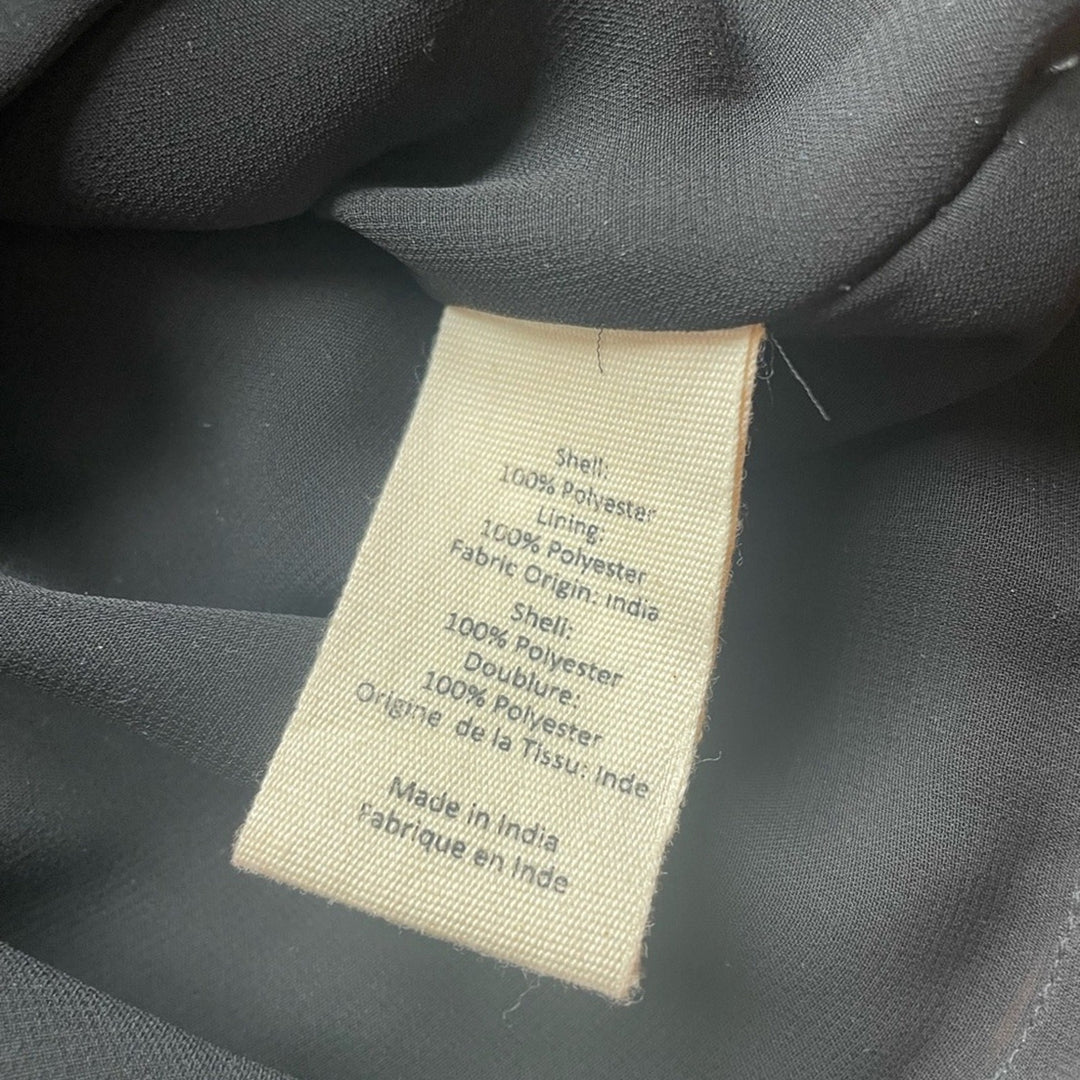 Shell:
100% Polyester
Lining:
100% Polyester
Fabric Origin: India
Shell:
100% Polyester
Doublure:
100% Polyester
Origine de la Tissu: Inde
Made in India
Fabrique en Inde